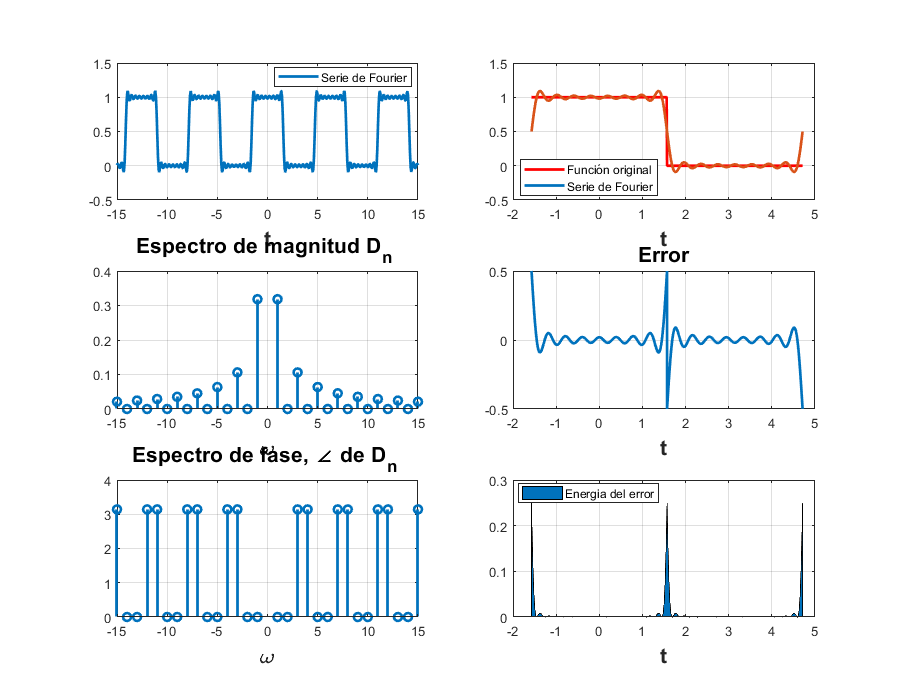 1.5
1
0.5
0
-0.5
-15 -10 -5 0 5 10 15
t
Serie de Fourier
1.5
1
0.5
0
-0.5
-2 -1 0 1 2 3 4 5
t
Función original
Serie de Fourier
Espectro de magnitud Dn
0.4
0.3
0.2
0.1
0
-15 -10 -5 0 5 10 15
ω
Error
0.5
0
-0.5
-2 -1 0 1 2 3 4 5
t
Espectro de fase, ∠ de Dn
4
3
2
1
0
-15 -10 -5 0 5 10 15
ω
Energia del error
0.3
0.2
0.1
0
-2 -1 0 1 2 3 4 5
t